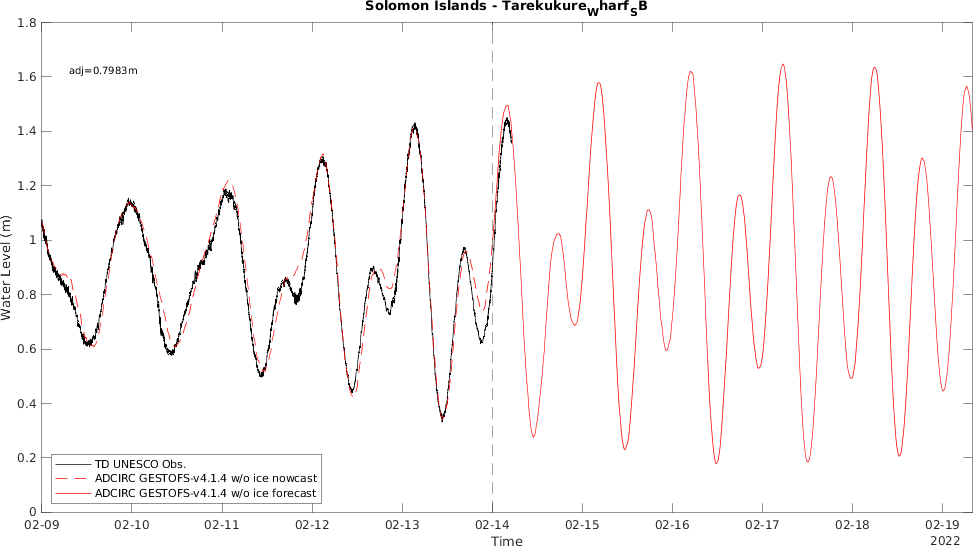 Solomon Islands - TarekukureWharfSB
adj=0.7983m
1.8
1.6
1.4
1.2
1
0.8
0.6
0.4
0.2
0
Water Level (m)
TD UNESCO Obs.
ADCIRC GESTOFS-v4.1.4 w/o ice nowcast
ADCIRC GESTOFS-v4.1.4 w/o ice forecast
02-09 02-10 02-11 02-12 02-13 02-14 02-15 02-16 02-17 02-18 02-19
Time
2022